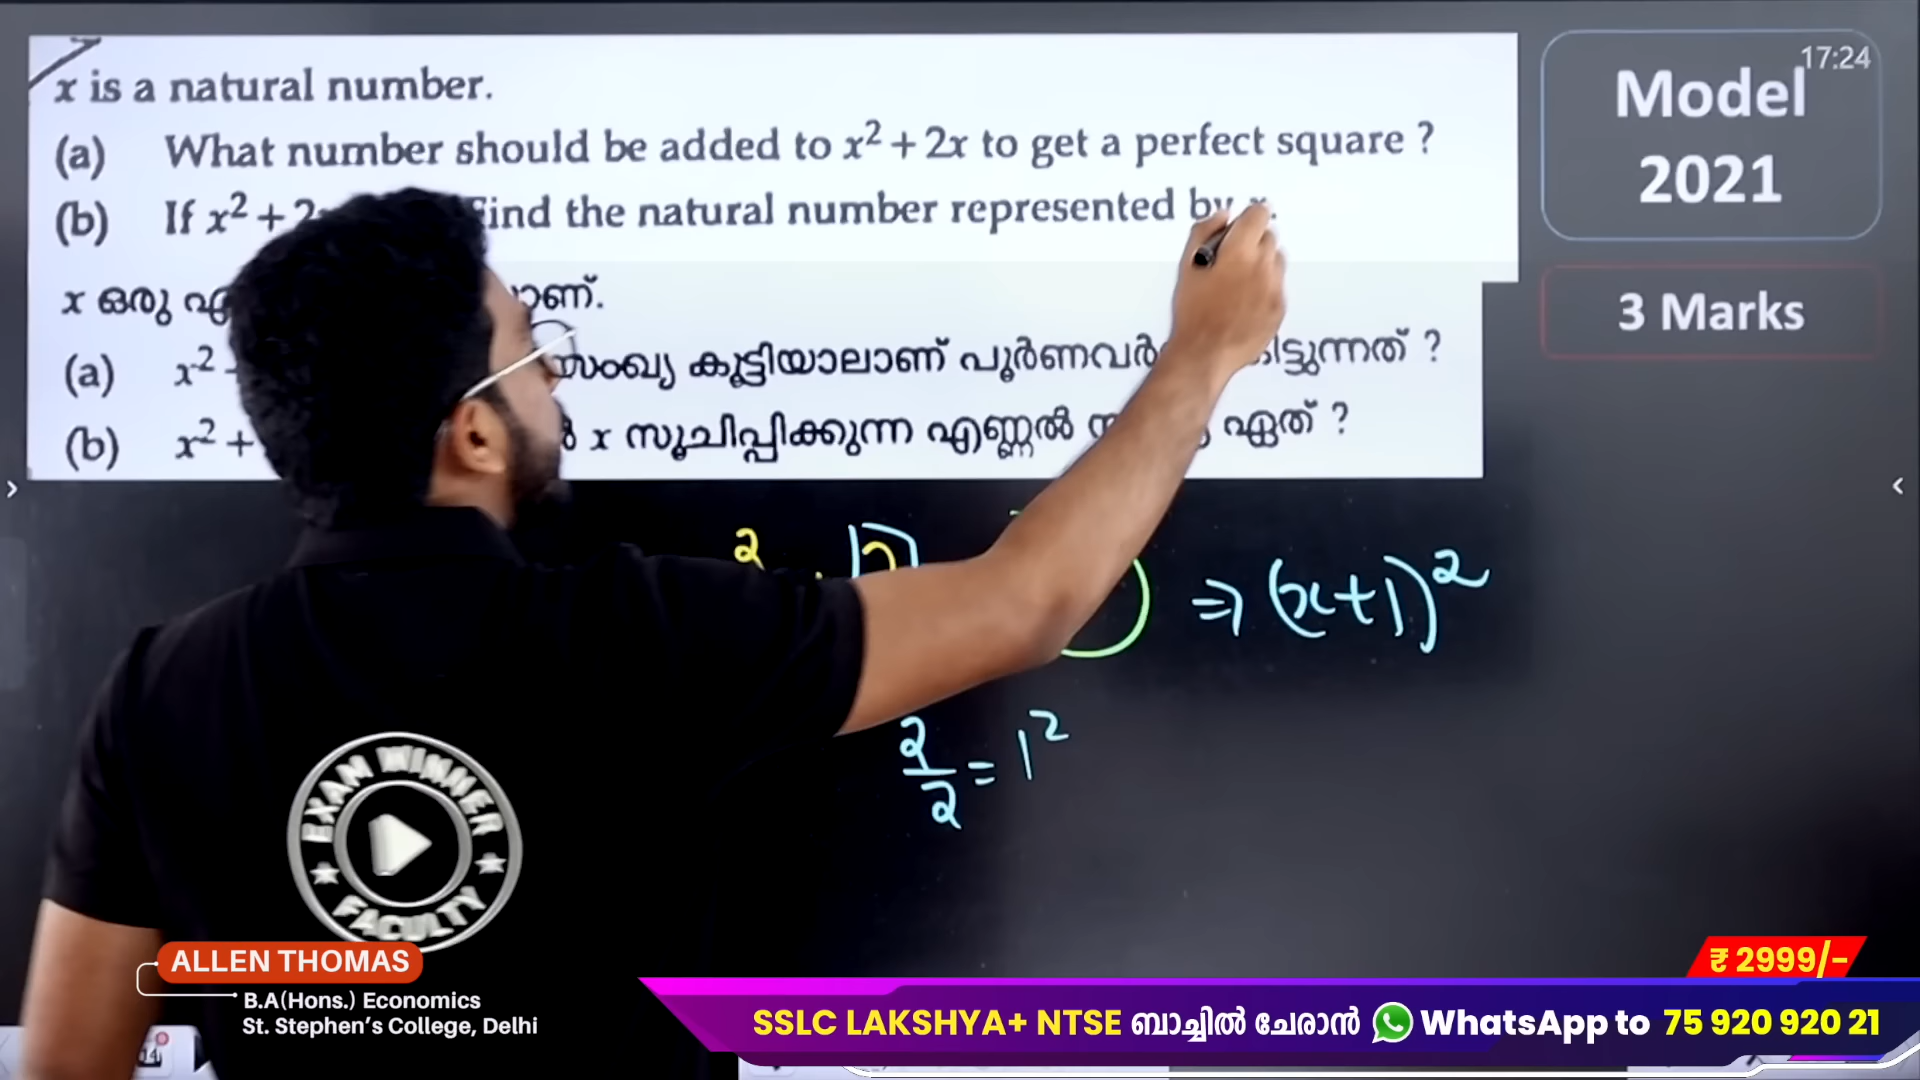 x is a natural number.
(a) What number should be added to x² + 2x to get a perfect square ?
(b) If x² + 2 Find the natural number represented by
x ഒരു
(a) x² സംഖ്യ കൂട്ടിയാലാണ് കിട്ടുന്നത് ?
(b) x² + x സൂചിപ്പിക്കുന്ന എണ്ണൽ ഏത് ?
17:24
Model
2021
3 Marks
2
⇒ (x+1)²
2/2 = 1²
EXAM WINNER
FACULTY
ALLEN THOMAS
B.A(Hons.) Economics
St. Stephen's College, Delhi
₹ 2999/-
SSLC LAKSHYA+ NTSE ബാച്ചിൽ ചേരാൻ WhatsApp to 75 920 920 21